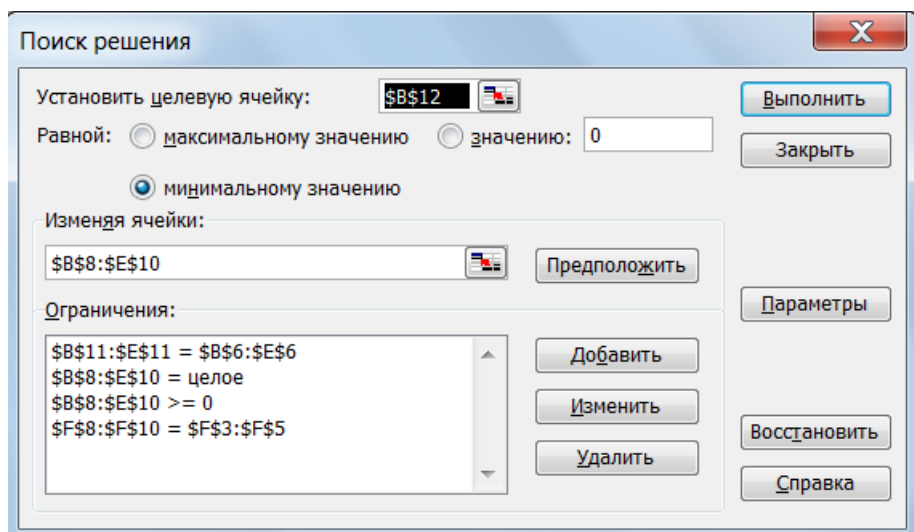 Поиск решения
Установить целевую ячейку: $B$12
Выполнить
Равной: максимальному значению значению: 0
Закрыть
минимальному значению
Изменяя ячейки:
$B$8:$E$10 Предположить
Параметры
Ограничения:
$B$11:$E$11 = $B$6:$E$6
$B$8:$E$10 = целое
$B$8:$E$10 >= 0
$F$8:$F$10 = $F$3:$F$5
Добавить
Изменить
Удалить
Восстановить
Справка